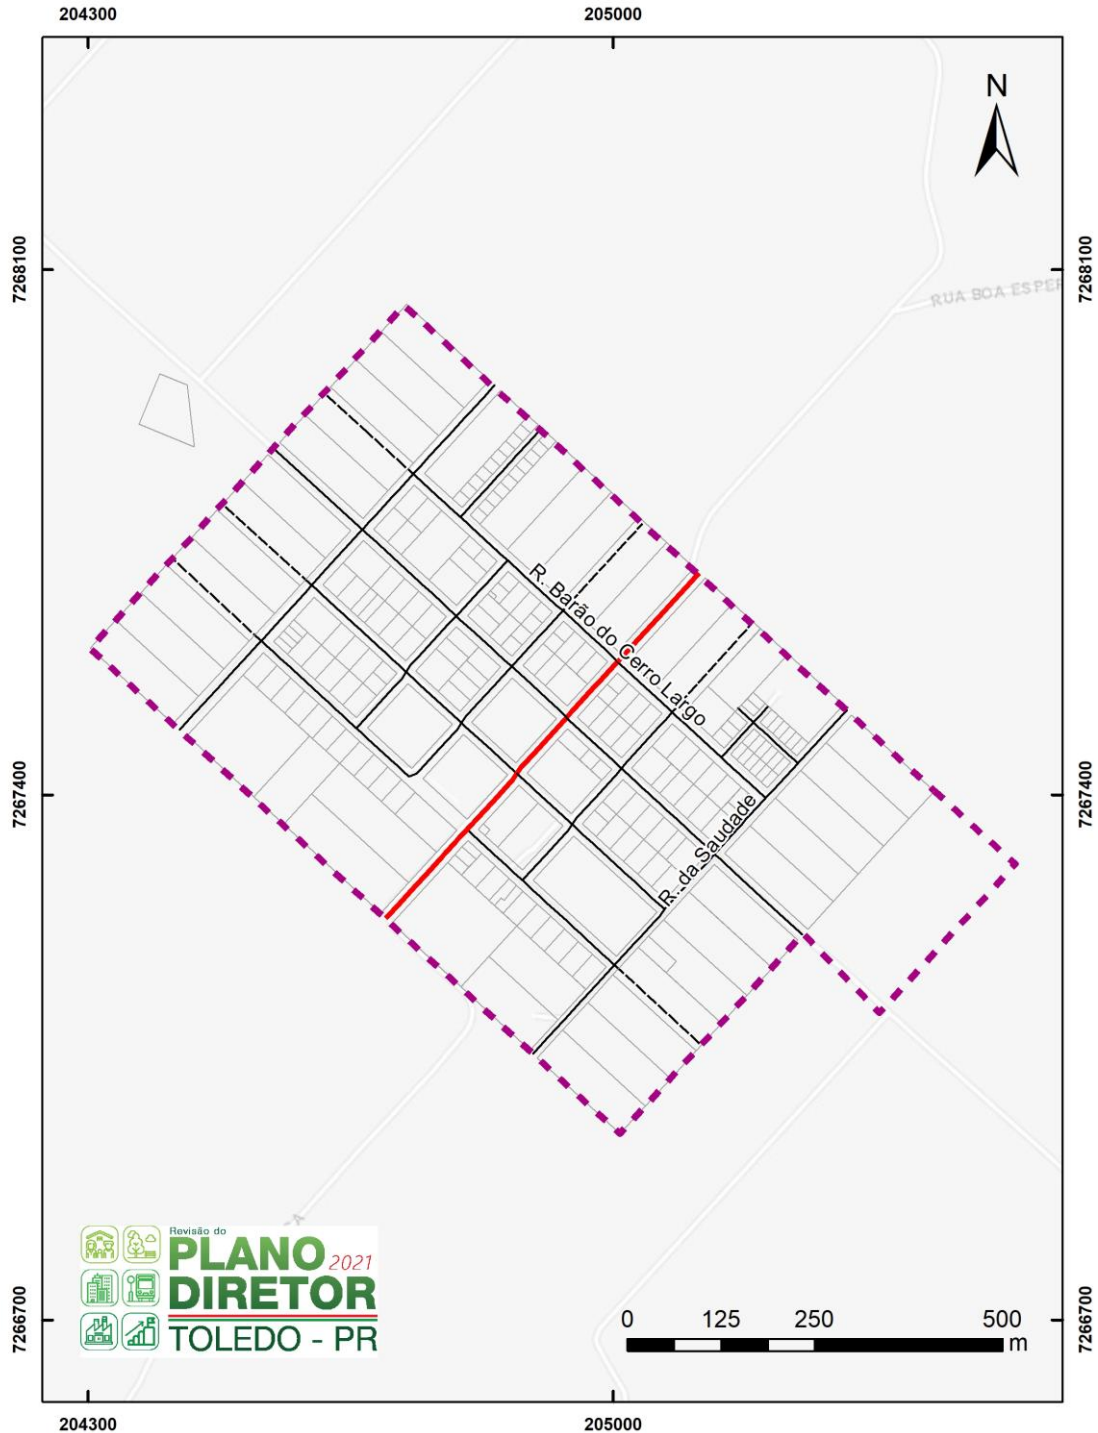 204300
205000
N
7268100
7268100
RUA BOA ESPER
R. Barão do Cerro Largo
7267400
7267400
R. da Saudade
Revisão do
PLANO 2021
DIRETOR
TOLEDO - PR
0 125 250 500
m
7266700
7266700
204300
205000